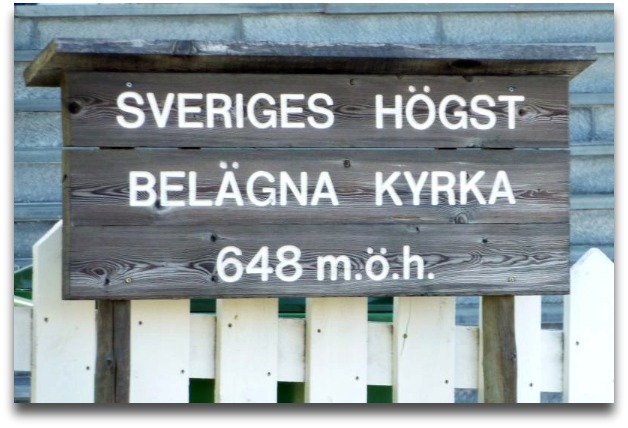 SVERIGES HÖGST
BELÄGNA KYRKA
648 m.ö.h.